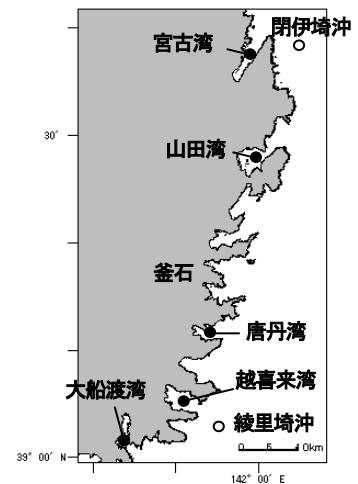 閉伊埼沖
宮古湾
30′
山田湾
釜石
唐丹湾
越喜来湾
大船渡湾
綾里埼沖
0 5 10km
39° 00′ N
142° 00′ E